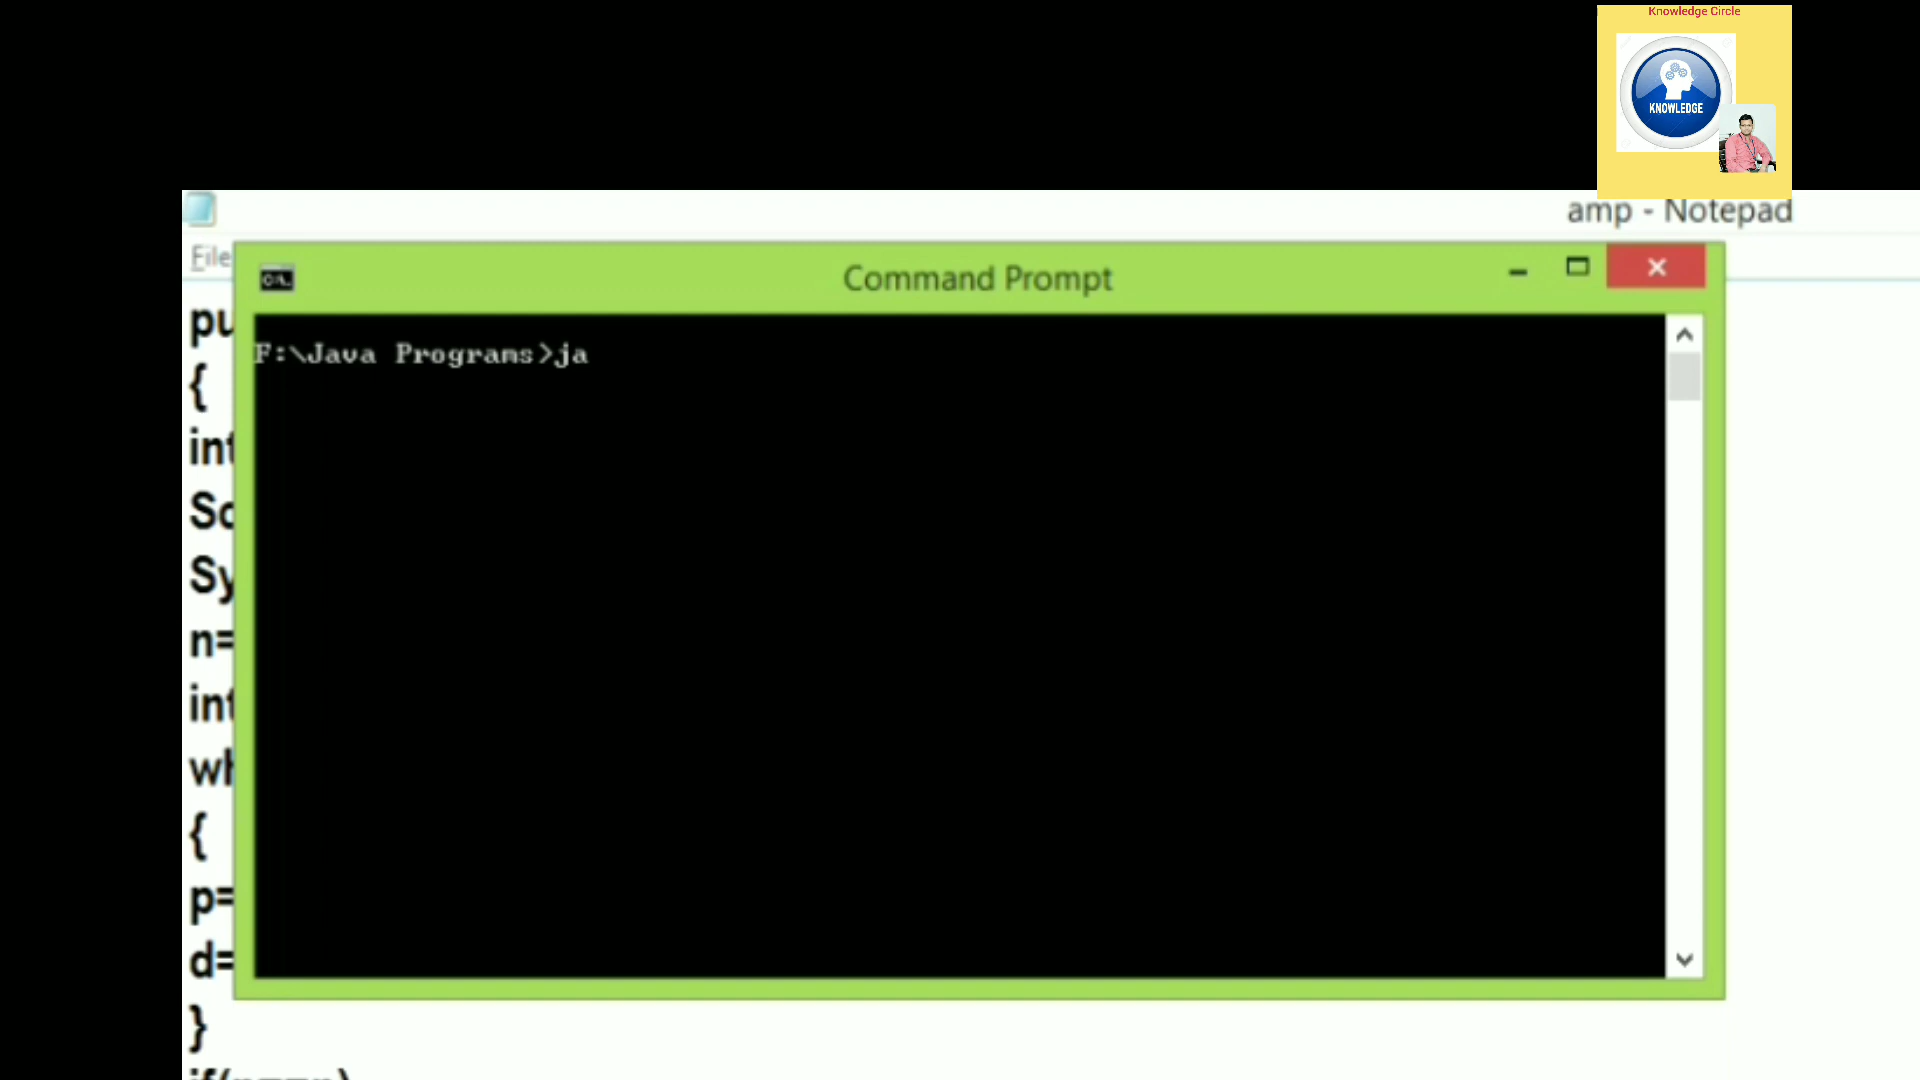 Knowledge Circle
KNOWLEDGE
amp - Notepad
File
Command Prompt
F:\Java Programs>ja
pu
{
int
Sc
Sy
n=
int
wh
{
p=
d=
}